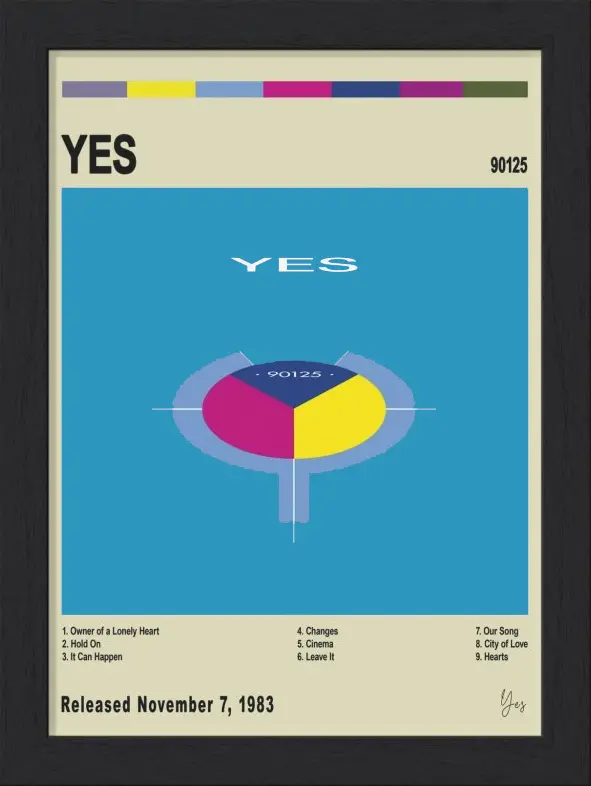 YES
90125
YES
· 90125 ·
1. Owner of a Lonely Heart
2. Hold On
3. It Can Happen
4. Changes
5. Cinema
6. Leave It
7. Our Song
8. City of Love
9. Hearts
Released November 7, 1983
Yes